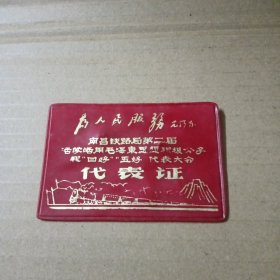 为人民服务 毛泽东
南昌铁路局第二届
活学活用毛泽東思想积极分子
和“四好”“五好”代表大会
代表证